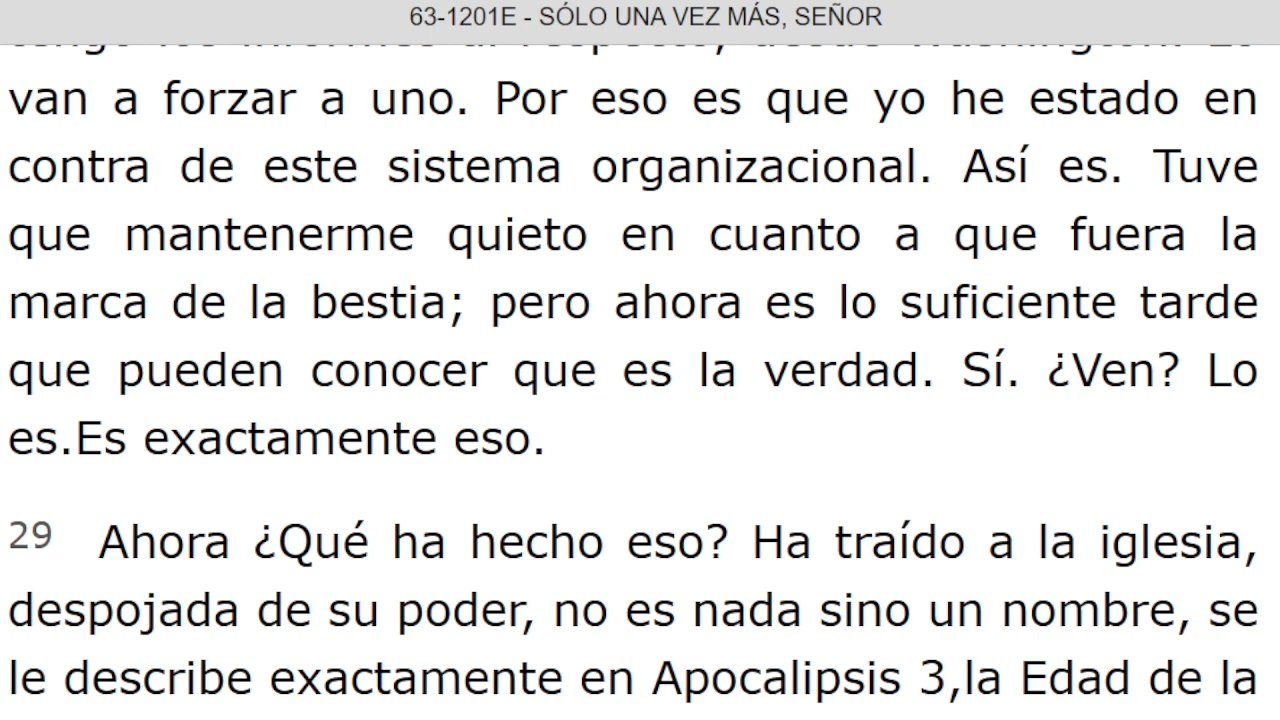 63-1201E - SÓLO UNA VEZ MÁS, SEÑOR
van a forzar a uno. Por eso es que yo he estado en
contra de este sistema organizacional. Así es. Tuve
que mantenerme quieto en cuanto a que fuera la
marca de la bestia; pero ahora es lo suficiente tarde
que pueden conocer que es la verdad. Sí. ¿Ven? Lo
es.Es exactamente eso.
29 Ahora ¿Qué ha hecho eso? Ha traído a la iglesia,
despojada de su poder, no es nada sino un nombre, se
le describe exactamente en Apocalipsis 3,la Edad de la